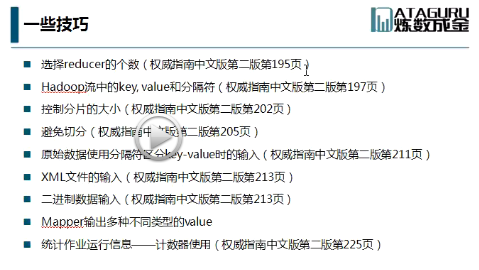 一些技巧
DATAGURU
炼数成金
选择reducer的个数（权威指南中文版第二版第195页）
Hadoop流中的key, value和分隔符（权威指南中文版第二版第197页）
控制分片的大小（权威指南中文版第二版第202页）
避免切分（权威指南中文版第二版第205页）
原始数据使用分隔符区分key-value时的输入（权威指南中文版第二版第211页）
XML文件的输入（权威指南中文版第二版第213页）
二进制数据输入（权威指南中文版第二版第213页）
Mapper输出多种不同类型的value
统计作业运行信息——计数器使用（权威指南中文版第二版第225页）